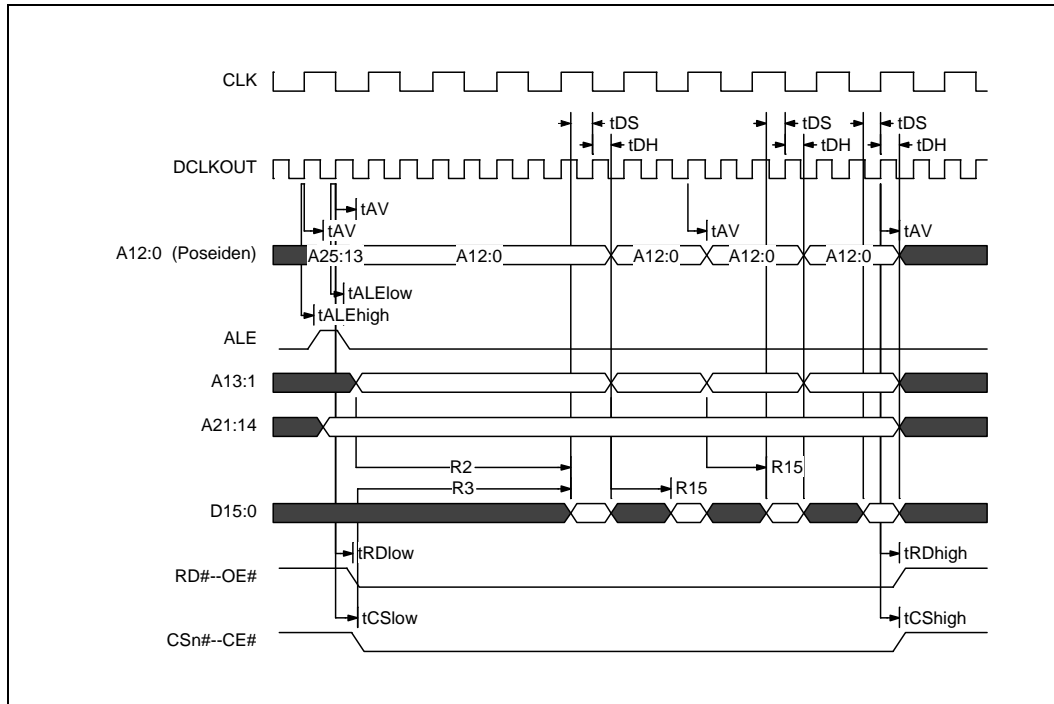 CLK
tDS tDS tDS
tDH tDH tDH
DCLKOUT
tAV
tAV tAV tAV
A12:0 (Poseiden) A25:13 A12:0 A12:0 A12:0 A12:0
tALElow
tALEhigh
ALE
A13:1
A21:14
R2 R15
R3 R15
D15:0
tRDlow tRDhigh
RD#--OE#
tCSlow tCShigh
CSn#--CE#